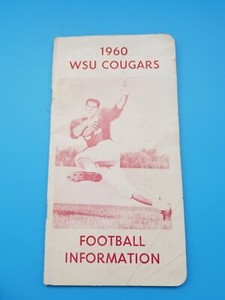 1960
WSU COUGARS
FOOTBALL
INFORMATION